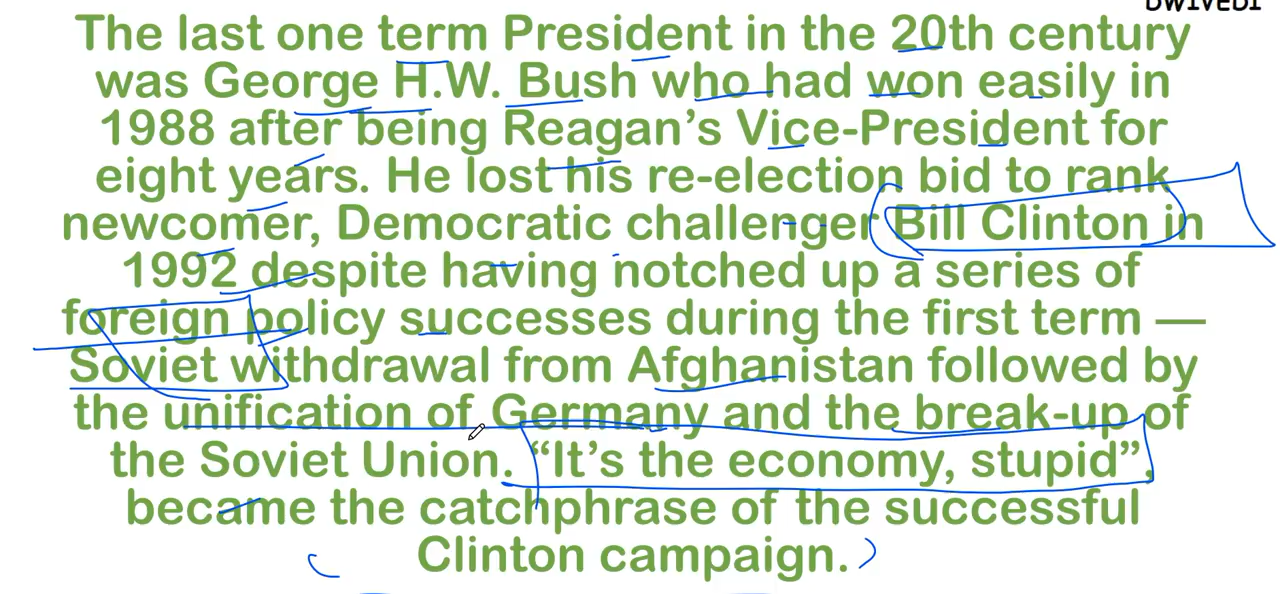 DWIVEDI
The last one term President in the 20th century
was George H.W. Bush who had won easily in
1988 after being Reagan's Vice-President for
eight years. He lost his re-election bid to rank
newcomer, Democratic challenger Bill Clinton in
1992 despite having notched up a series of
foreign policy successes during the first term —
Soviet withdrawal from Afghanistan followed by
the unification of Germany and the break-up of
the Soviet Union. “It’s the economy, stupid”,
became the catchphrase of the successful
Clinton campaign.